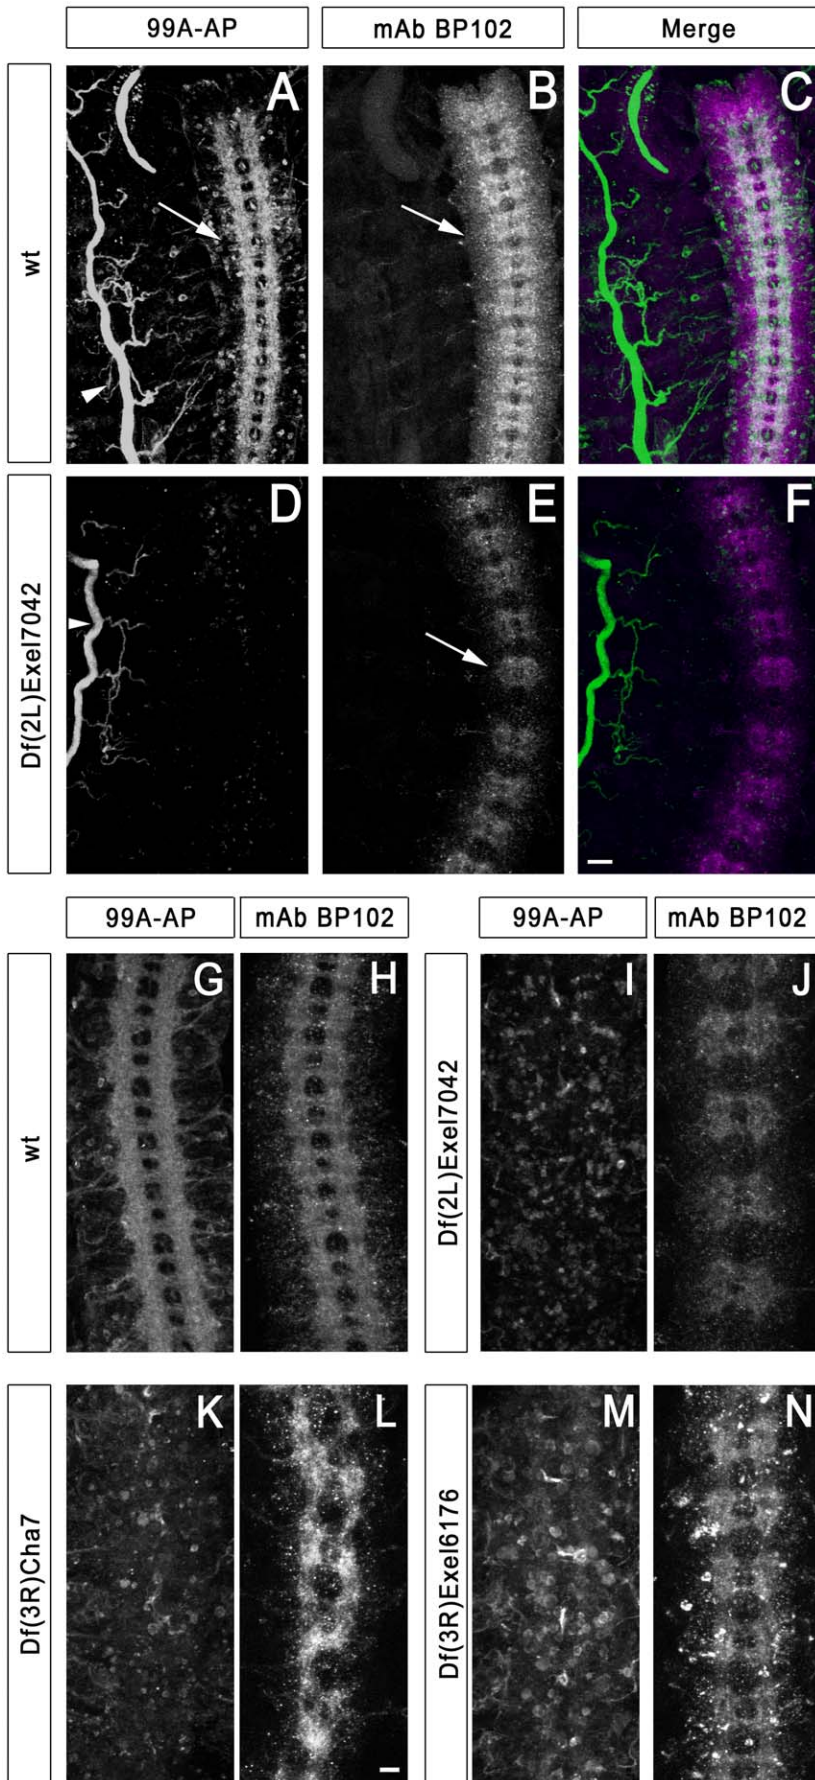 99A-AP mAb BP102 Merge
wt
A B C
Df(2L)Exel7042
D E F
99A-AP mAb BP102 99A-AP mAb BP102
wt
G H
Df(2L)Exel7042
I J
Df(3R)Cha7
K L
Df(3R)Exel6176
M N